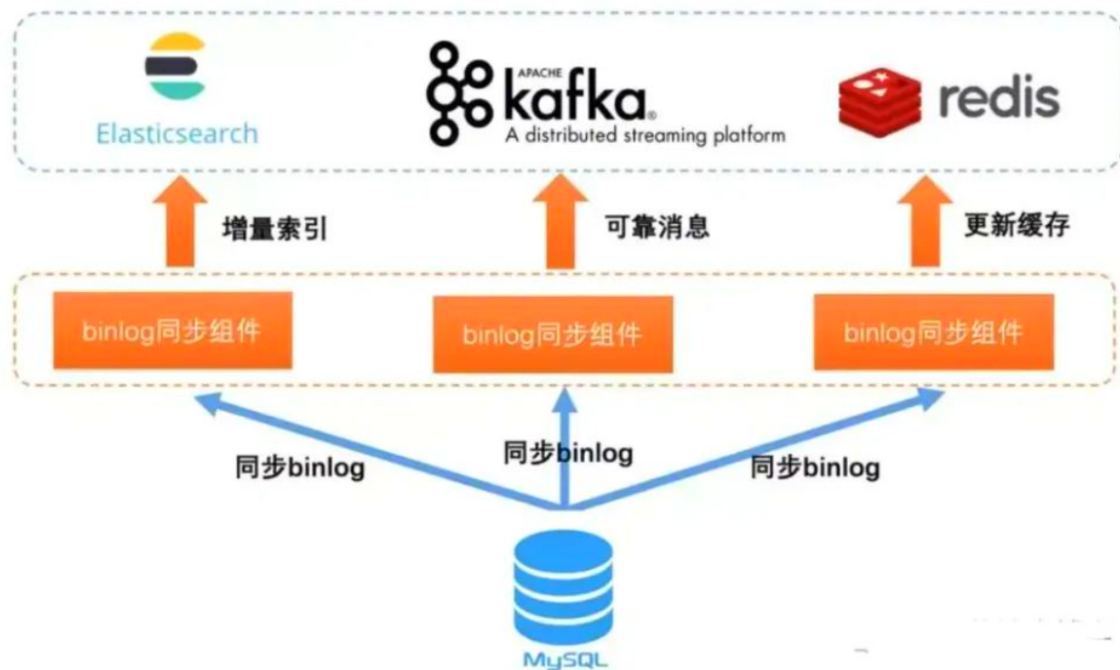 Elasticsearch
APACHE
kafka®
A distributed streaming platform
redis
增量索引
可靠消息
更新缓存
binlog同步组件
binlog同步组件
binlog同步组件
同步binlog
同步binlog
同步binlog
MySQL